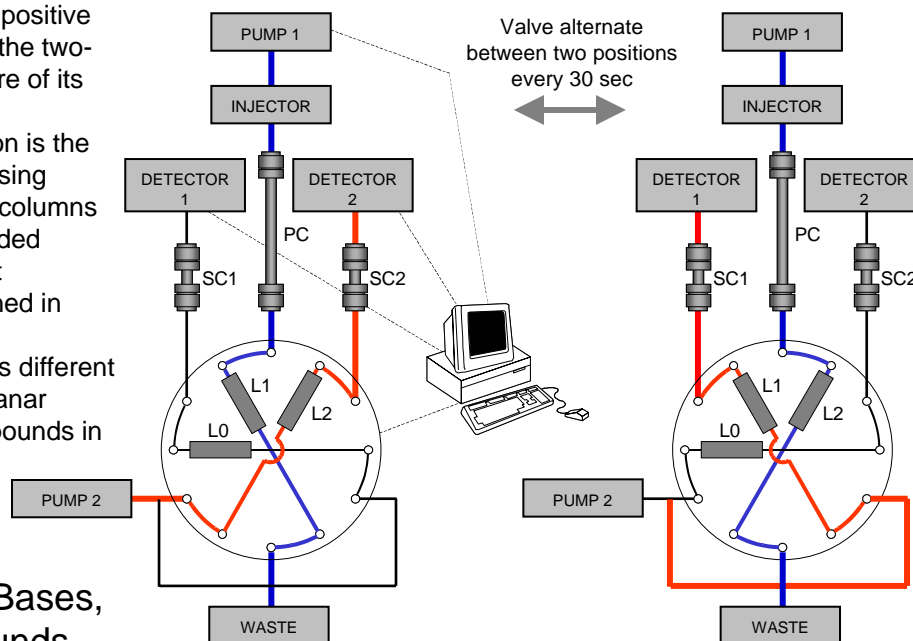 positive
the two-
re of its
on is the
sing
columns
ded
t
ned in
s different
anar
ounds in
Bases,
unds
PUMP 1
INJECTOR
DETECTOR
1
DETECTOR
2
PC
SC1
SC2
L1
L2
L0
PUMP 2
WASTE
Valve alternate
between two positions
every 30 sec
PUMP 1
INJECTOR
DETECTOR
1
DETECTOR
2
PC
SC1
SC2
L1
L2
L0
PUMP 2
WASTE